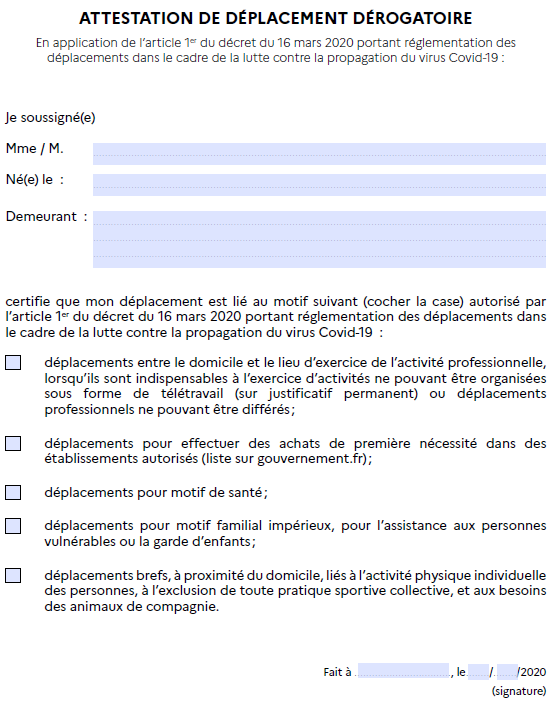 ATTESTATION DE DÉPLACEMENT DÉROGATOIRE
En application de l’article 1er du décret du 16 mars 2020 portant réglementation des
déplacements dans le cadre de la lutte contre la propagation du virus Covid-19 :
Je soussigné(e)
Mme / M.
Né(e) le :
Demeurant :
certifie que mon déplacement est lié au motif suivant (cocher la case) autorisé par
l’article 1er du décret du 16 mars 2020 portant réglementation des déplacements dans
le cadre de la lutte contre la propagation du virus Covid-19 :
déplacements entre le domicile et le lieu d’exercice de l’activité professionnelle,
lorsqu’ils sont indispensables à l’exercice d’activités ne pouvant être organisées
sous forme de télétravail (sur justificatif permanent) ou déplacements
professionnels ne pouvant être différés;
déplacements pour effectuer des achats de première nécessité dans des
établissements autorisés (liste sur gouvernement.fr);
déplacements pour motif de santé;
déplacements pour motif familial impérieux, pour l’assistance aux personnes
vulnérables ou la garde d’enfants;
déplacements brefs, à proximité du domicile, liés à l’activité physique individuelle
des personnes, à l’exclusion de toute pratique sportive collective, et aux besoins
des animaux de compagnie.
Fait à , le / /2020
(signature)